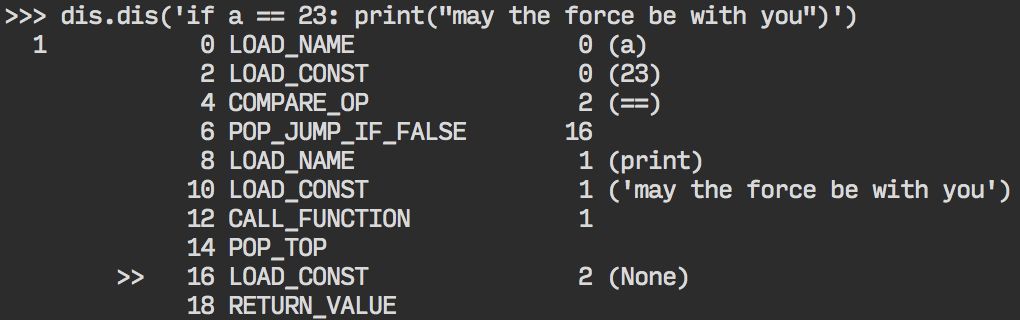 >>> dis.dis('if a == 23: print("may the force be with you")')
  1           0 LOAD_NAME                0 (a)
              2 LOAD_CONST               0 (23)
              4 COMPARE_OP               2 (==)
              6 POP_JUMP_IF_FALSE       16
              8 LOAD_NAME                1 (print)
             10 LOAD_CONST               1 ('may the force be with you')
             12 CALL_FUNCTION            1
             14 POP_TOP
        >>   16 LOAD_CONST               2 (None)
             18 RETURN_VALUE